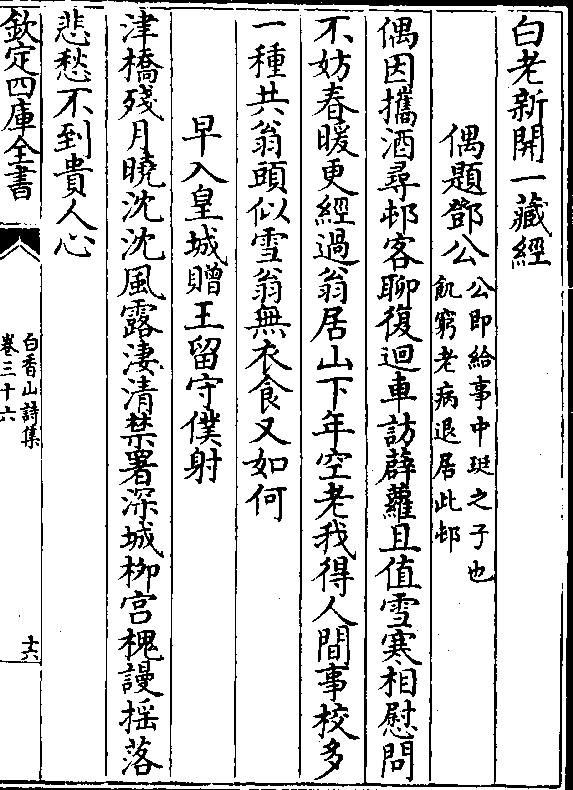 白老新開一藏經
偶題鄧公
公即給事中珽之子也
飢窮老病退居此邨
偶因攜酒尋邨客聊復迴車訪薜蘿且值雪寒相慰問
不妨春暖更經過翁居山下年空老我得人間事校多
一種共翁頭似雪翁無衣食又如何
早入皇城贈王留守僕射
津橋殘月曉沈沈風露淒清禁署深城柳宮槐謾揺落
悲愁不到貴人心
欽定四庫全書
白香山詩集
卷三十六
十六